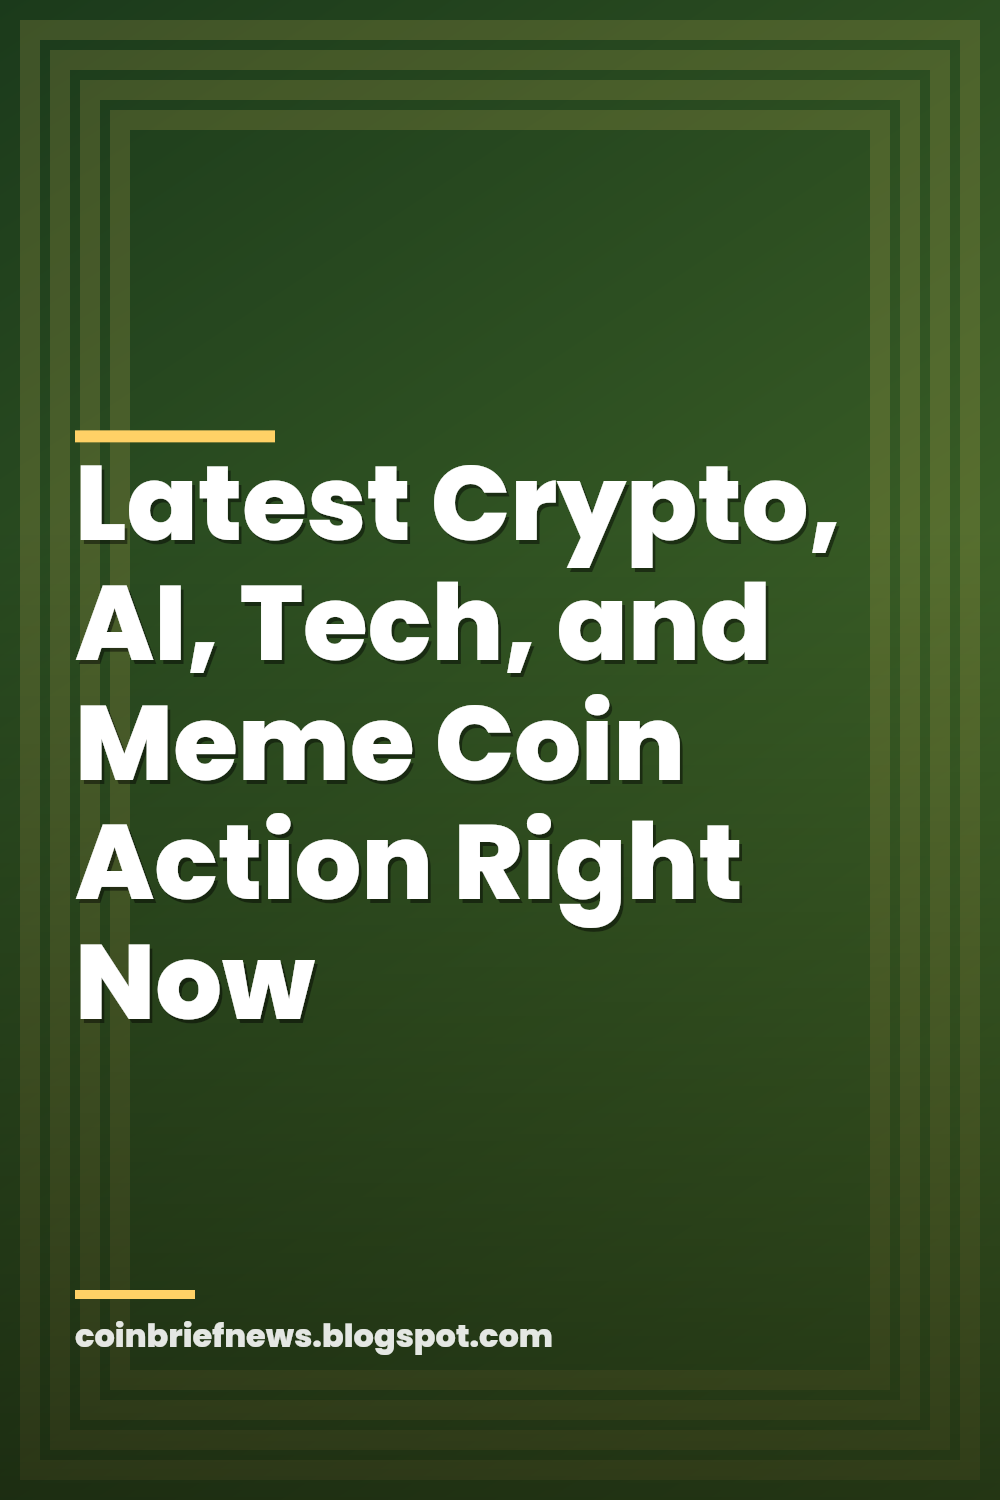 Latest Crypto,
AI, Tech, and
Meme Coin
Action Right
Now
coinbriefnews.blogspot.com